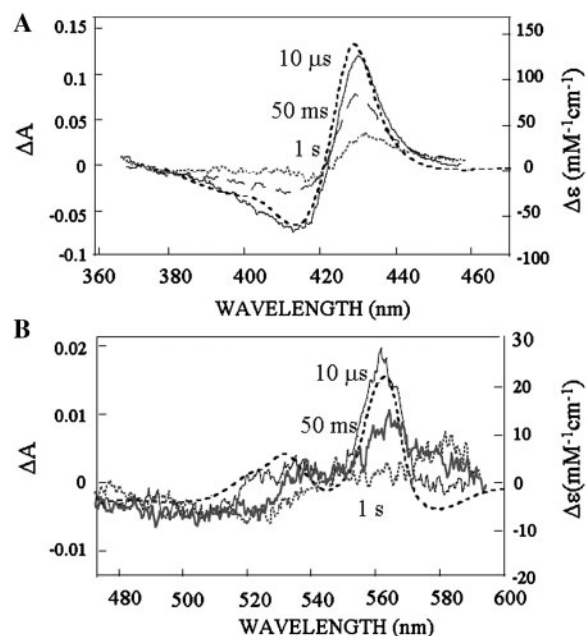 A
0.15
0.10
0.05
0
-0.05
-0.1
ΔA
10 μs
50 ms
1 s
150
100
50
0
-50
-100
Δε (mM⁻¹cm⁻¹)
360 380 400 420 440 460
WAVELENGTH (nm)
B
0.02
0.01
0
-0.01
ΔA
10 μs
50 ms
1 s
30
20
10
0
-10
-20
Δε(mM⁻¹cm⁻¹)
480 500 520 540 560 580 600
WAVELENGTH (nm)